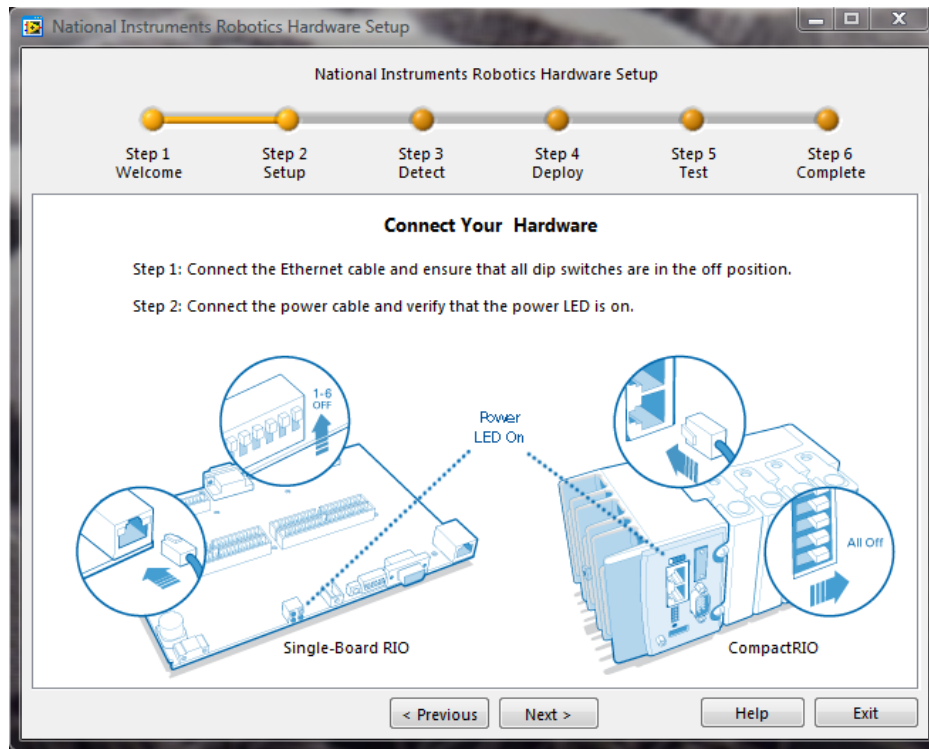 National Instruments Robotics Hardware Setup
National Instruments Robotics Hardware Setup
Step 1 Step 2 Step 3 Step 4 Step 5 Step 6
Welcome Setup Detect Deploy Test Complete
Connect Your Hardware
Step 1: Connect the Ethernet cable and ensure that all dip switches are in the off position.
Step 2: Connect the power cable and verify that the power LED is on.
1-6
OFF
Power
LED On
All Off
Single-Board RIO
CompactRIO
< Previous Next > Help Exit